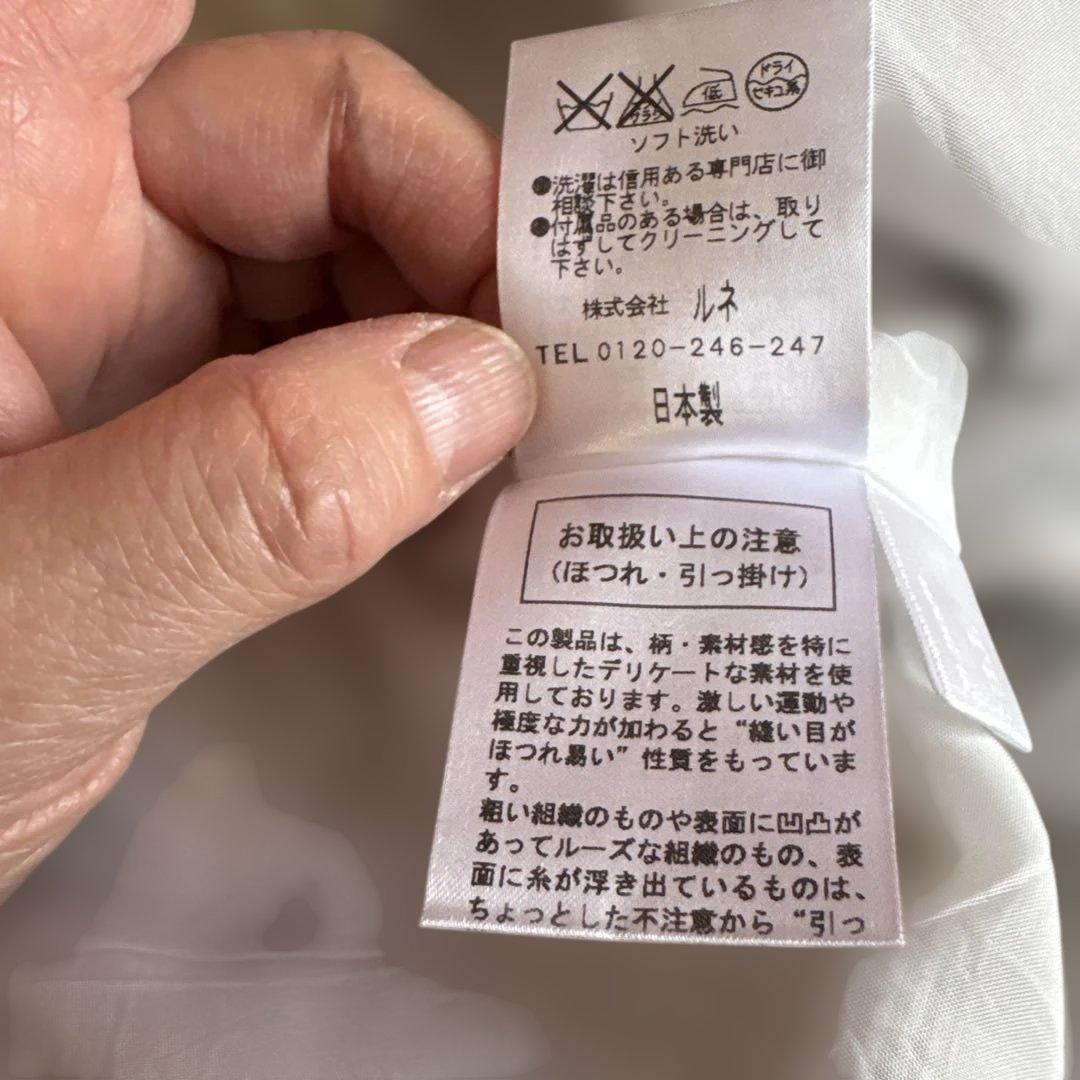 エンソ
低
ドライ
セキユ系
ソフト洗い
●洗濯は信用ある専門店に御
相談下さい。
●付属品のある場合は、取り
はずしてクリーニングして
下さい。
株式会社 ルネ
TEL 0120-246-247
日本製
お取扱い上の注意
(ほつれ・引っ掛け)
この製品は、柄・素材感を特に
重視したデリケートな素材を使
用しております。激しい運動や
極度な力が加わると“縫い目が
ほつれ易い”性質をもっていま
す。
粗い組織のものや表面に凹凸が
あってルーズな組織のもの、表
面に糸が浮き出ているものは、
ちょっとした不注意から“引っ